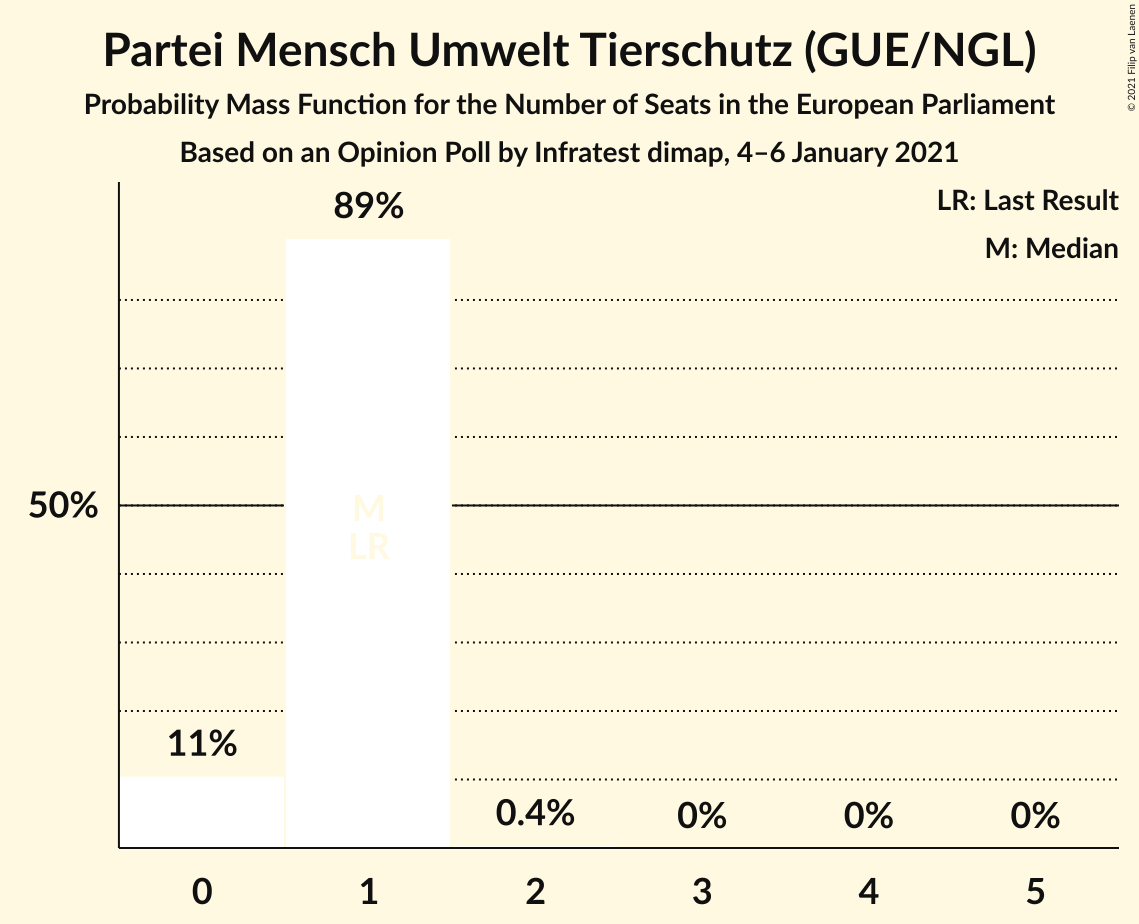 Partei Mensch Umwelt Tierschutz (GUE/NGL)
Probability Mass Function for the Number of Seats in the European Parliament
Based on an Opinion Poll by Infratest dimap, 4–6 January 2021
© 2021 Filip van Laenen
LR: Last Result
M: Median
89%
50%
M
LR
11%
0.4%
0%
0%
0%
0
1
2
3
4
5